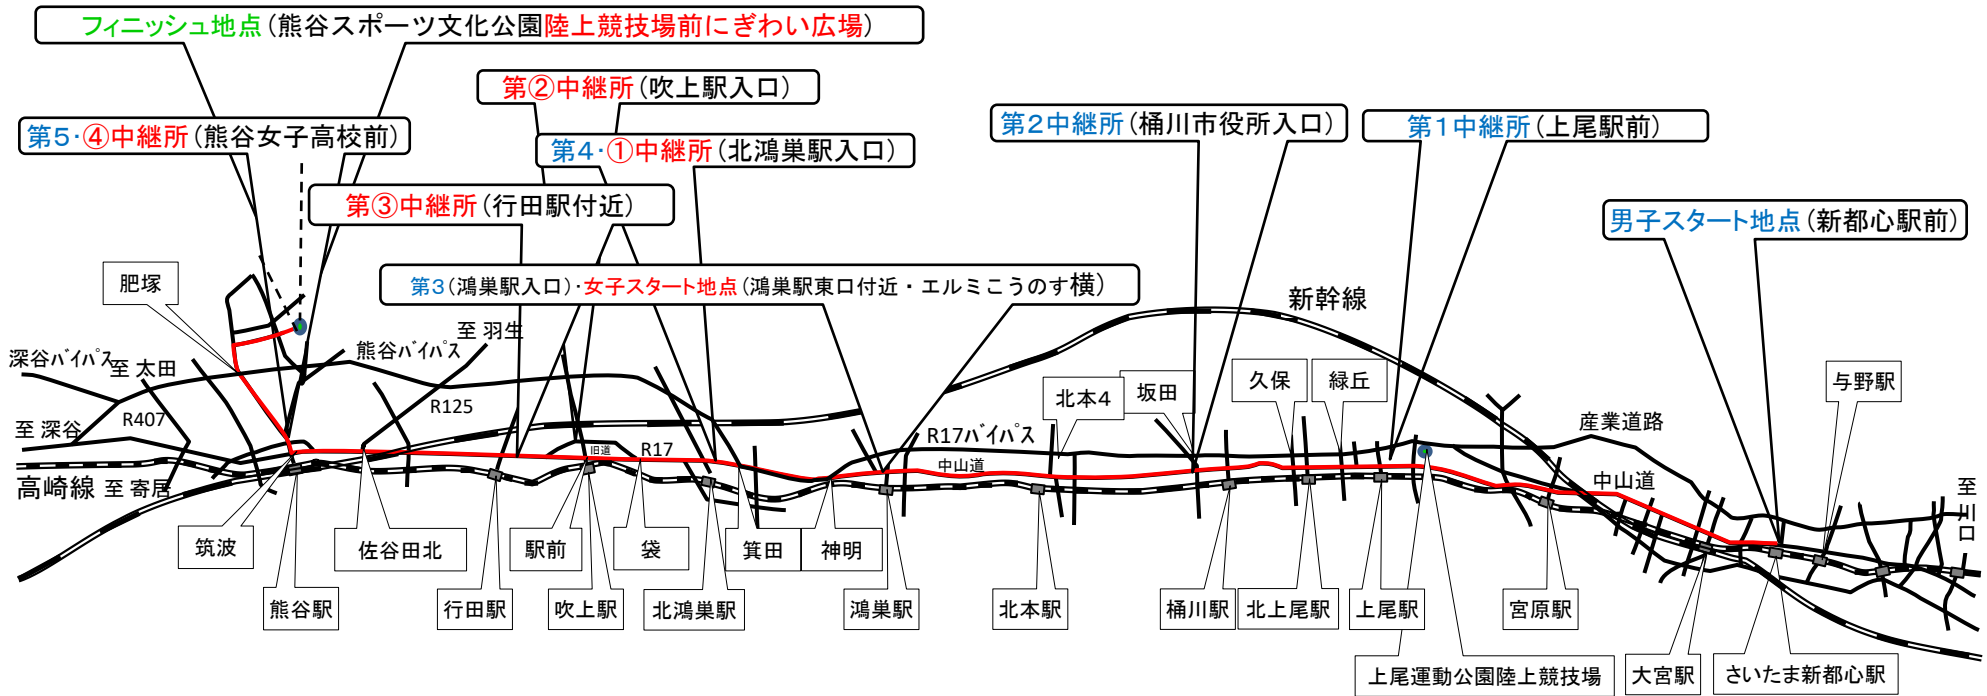 フィニッシュ地点(熊谷スポーツ文化公園陸上競技場前にぎわい広場)
第②中継所(吹上駅入口)
第5・④中継所(熊谷女子高校前)
第4・①中継所(北鴻巣駅入口)
第2中継所(桶川市役所入口)
第1中継所(上尾駅前)
第③中継所(行田駅付近)
男子スタート地点(新都心駅前)
第3(鴻巣駅入口)・女子スタート地点(鴻巣駅東口付近・エルミこうのす横)
肥塚
新幹線
至 羽生
深谷バイパス
至 太田
熊谷バイパス
R407
R125
至 深谷
北本4
坂田
久保
緑丘
与野駅
産業道路
R17バイパス
旧道
R17
中山道
中山道
高崎線
至 寄居
至川口
筑波
佐谷田北
駅前
袋
箕田
神明
熊谷駅
行田駅
吹上駅
北鴻巣駅
鴻巣駅
北本駅
桶川駅
北上尾駅
上尾駅
宮原駅
上尾運動公園陸上競技場
大宮駅
さいたま新都心駅